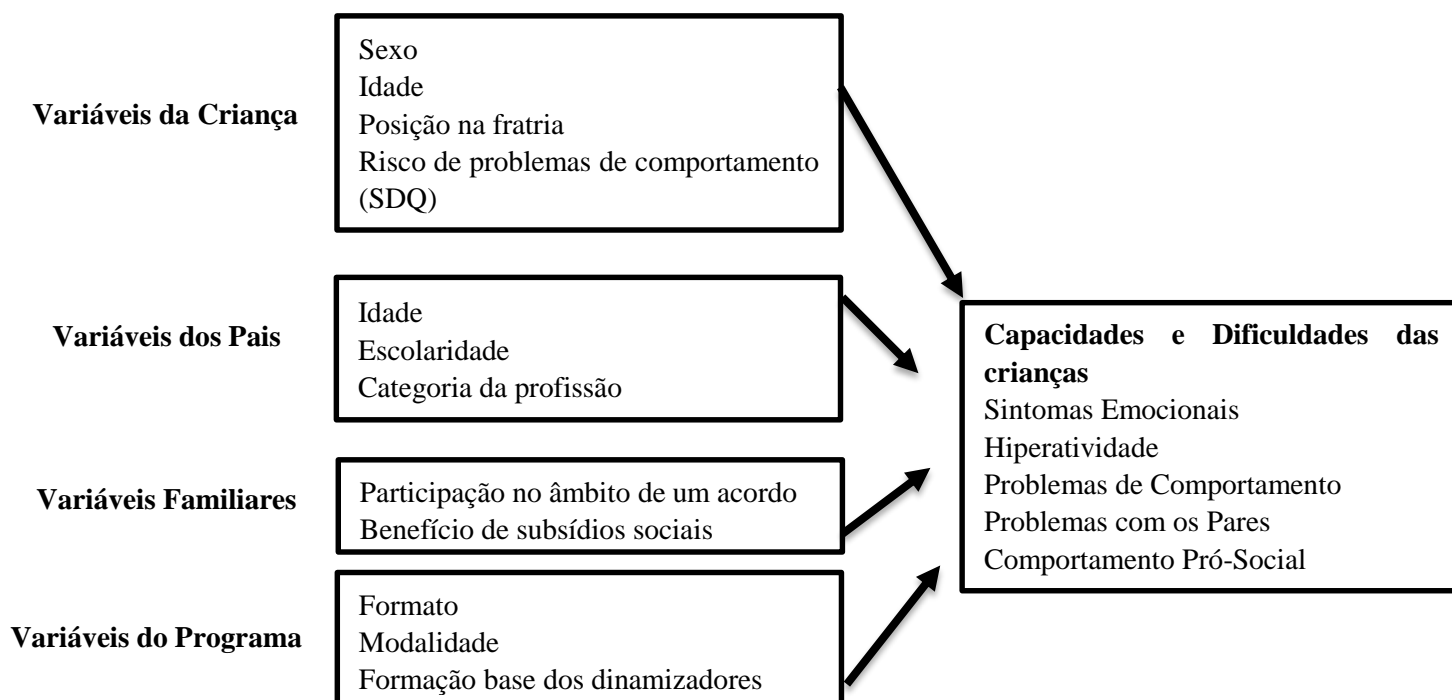 Variáveis da Criança
Sexo
Idade
Posição na fratria
Risco de problemas de comportamento
(SDQ)
Variáveis dos Pais
Idade
Escolaridade
Categoria da profissão
Variáveis Familiares
Participação no âmbito de um acordo
Benefício de subsídios sociais
Variáveis do Programa
Formato
Modalidade
Formação base dos dinamizadores
Capacidades e Dificuldades das
crianças
Sintomas Emocionais
Hiperatividade
Problemas de Comportamento
Problemas com os Pares
Comportamento Pró-Social